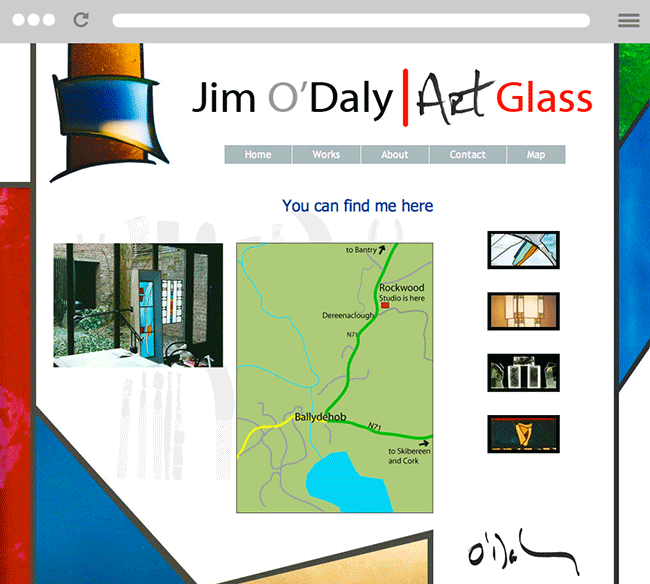 Jim O'Daly Art Glass
Home Works About Contact Map
You can find me here
to Bantry
Rockwood
Studio is here
Dereenaclough
N71
Ballydehob
N71
to Skibereen
and Cork
O'Daly